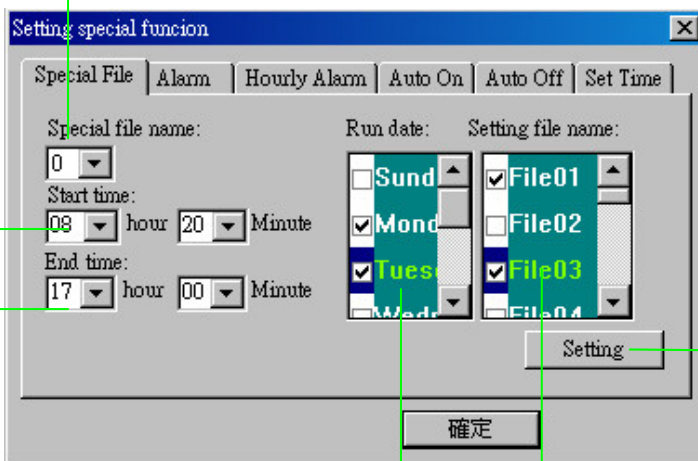 Setting special funcion
Special File Alarm Hourly Alarm Auto On Auto Off Set Time
Special file name: Run date: Setting file name:
0
Start time:
08 hour 20 Minute
End time:
17 hour 00 Minute
Sund
Mond
Tues
Wedn
File01
File02
File03
File04
Setting
確定